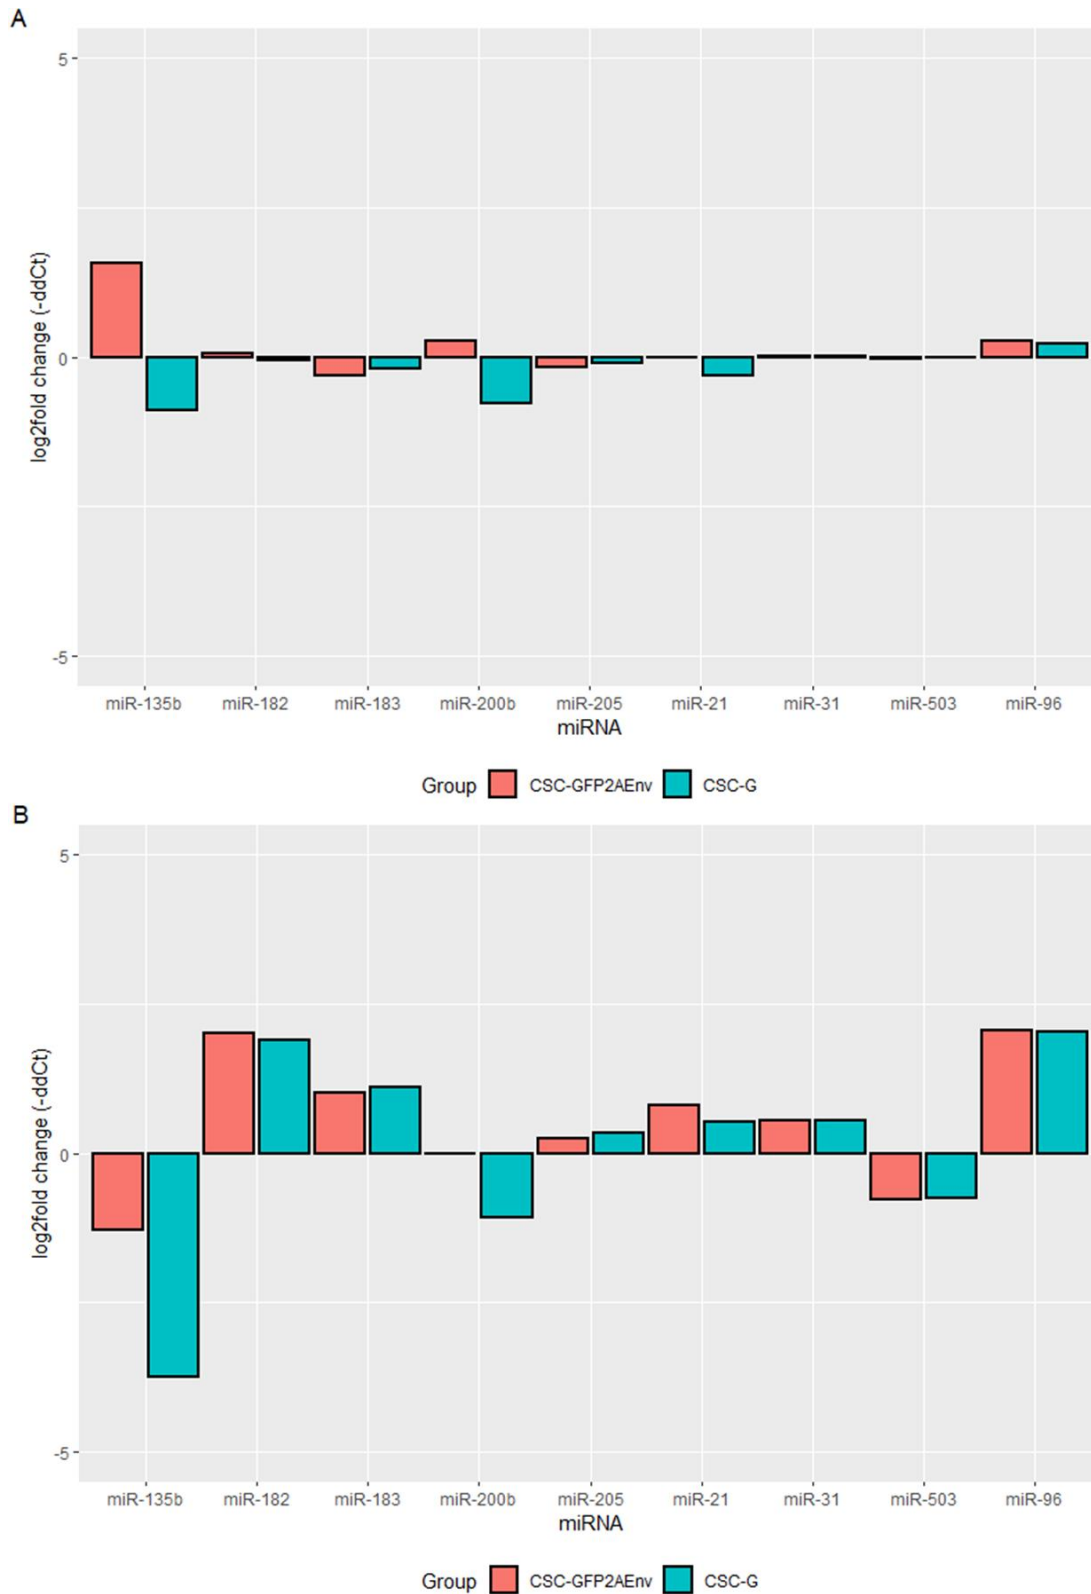 A
5
0
-5
log2fold change (-ddCt)
miR-135b miR-182 miR-183 miR-200b miR-205 miR-21 miR-31 miR-503 miR-96
miRNA
Group CSC-GFP2AEnv CSC-G
B
5
0
-5
log2fold change (-ddCt)
miR-135b miR-182 miR-183 miR-200b miR-205 miR-21 miR-31 miR-503 miR-96
miRNA
Group CSC-GFP2AEnv CSC-G